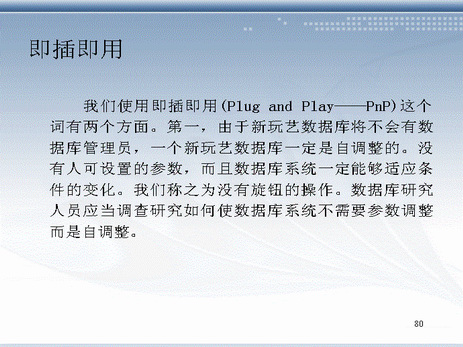 即插即用
我们使用即插即用(Plug and Play——PnP)这个
词有两个方面。第一，由于新玩艺数据库将不会有数
据库管理员，一个新玩艺数据库一定是自调整的。没
有人可设置的参数，而且数据库系统一定能够适应条
件的变化。我们称之为没有旋钮的操作。数据库研究
人员应当调查研究如何使数据库系统不需要参数调整
而是自调整。
80